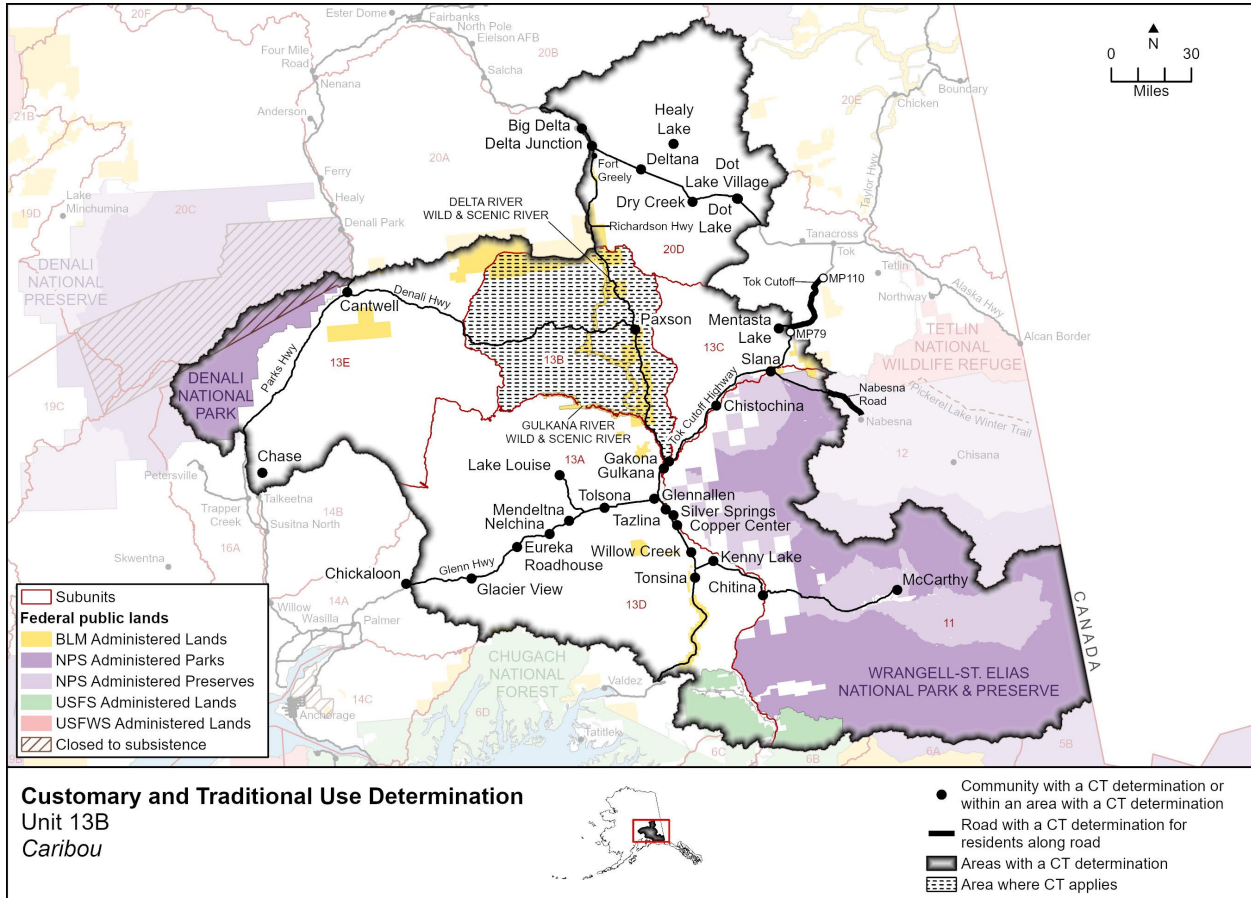 20F
Ester Dome
Fairbanks
North Pole
Eielson AFB
20B
Four Mile
Road
Salcha
Nenana
Anderson
21B
20A
Ferry
Healy
Lake
Minchumina
19D
20C
Denali Park
DENALI
NATIONAL
PRESERVE
Big Delta
Delta Junction
Fort
Greely
Healy
Lake
Deltana
Dot
Lake Village
Dry Creek
Dot
Lake
DELTA RIVER
WILD & SCENIC RIVER
Richardson Hwy
20D
20E
Chicken
Boundary
Taylor Hwy
N
0 30
Miles
Tanacross
Tok
Tok Cutoff
MP110
Tetlin
Northway
Alaska Hwy
Mentasta
Lake
MP79
TETLIN
NATIONAL
WILDLIFE REFUGE
Alcan Border
Cantwell
Denali Hwy
Paxson
13C
13B
13E
Parks Hwy
DENALI
NATIONAL
PARK
19C
Slana
Nabesna
Road
Nabesna
Pickerel Lake Winter Trail
Chistochina
Tok Cutoff Highway
GULKANA RIVER
WILD & SCENIC RIVER
12
Chisana
Chase
Petersville
Talkeetna
Trapper
Creek
Susitna North
14B
16A
Skwentna
13A
Gakona
Gulkana
Lake Louise
Tolsona
Glennallen
Mendeltna
Nelchina
Tazlina
Silver Springs
Copper Center
Eureka
Roadhouse
Willow Creek
Kenny Lake
Glenn Hwy
Chickaloon
Glacier View
Tonsina
Chitina
McCarthy
13D
11
Willow
Wasilla
14A
Palmer
CANADA
CHUGACH
NATIONAL
FOREST
WRANGELL-ST. ELIAS
NATIONAL PARK & PRESERVE
Valdez
14C
Anchorage
6D
Tatitlek
6C
6B
6A
5B
9B
Subunits
Federal public lands
BLM Administered Lands
NPS Administered Parks
NPS Administered Preserves
USFS Administered Lands
USFWS Administered Lands
Closed to subsistence
Customary and Traditional Use Determination
Unit 13B
Caribou
Community with a CT determination or
within an area with a CT determination
Road with a CT determination for
residents along road
Areas with a CT determination
Area where CT applies